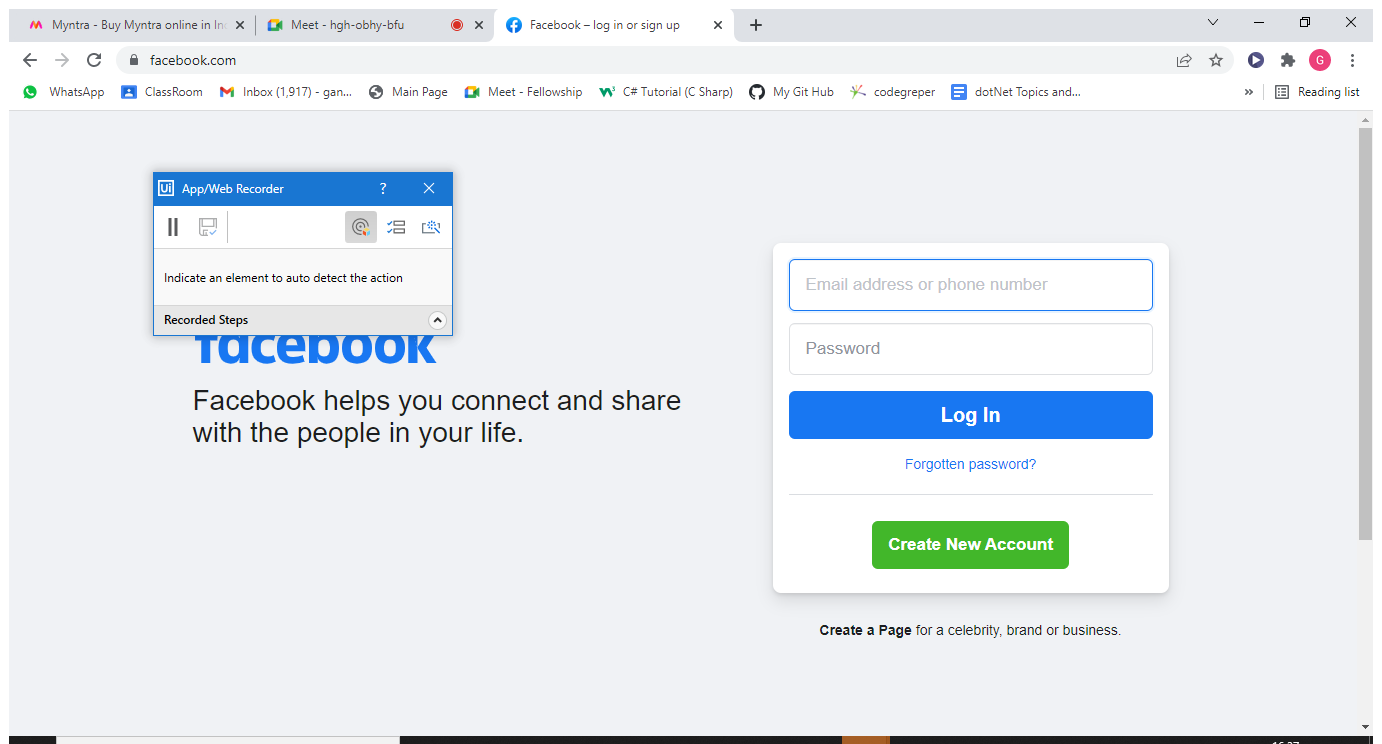 Myntra - Buy Myntra online in In
Meet - hgh-obhy-bfu
Facebook – log in or sign up
facebook.com
G
WhatsApp
ClassRoom
Inbox (1,917) - gan...
Main Page
Meet - Fellowship
C# Tutorial (C Sharp)
My Git Hub
codegreper
dotNet Topics and...
»
Reading list
Ui App/Web Recorder ?
Indicate an element to auto detect the action
Recorded Steps
facebook
Facebook helps you connect and share
with the people in your life.
Email address or phone number
Password
Log In
Forgotten password?
Create New Account
Create a Page for a celebrity, brand or business.